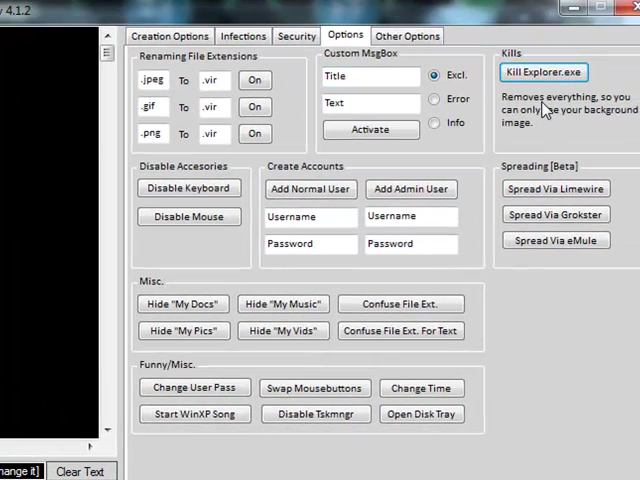 4.1.2
Creation Options Infections Security Options Other Options
Renaming File Extensions
.jpeg To .vir On
.gif To .vir On
.png To .vir On
Custom MsgBox
Title
Text
Activate
Excl.
Error
Info
Kills
Kill Explorer.exe
Removes everything, so you
can only your background
image.
Disable Accesories
Disable Keyboard
Disable Mouse
Create Accounts
Add Normal User Add Admin User
Username Username
Password Password
Spreading [Beta]
Spread Via Limewire
Spread Via Grokster
Spread Via eMule
Misc.
Hide "My Docs" Hide "My Music" Confuse File Ext.
Hide "My Pics" Hide "My Vids" Confuse File Ext. For Text
Funny/Misc.
Change User Pass Swap Mousebuttons Change Time
Start WinXP Song Disable Tskmngr Open Disk Tray
hange it] Clear Text